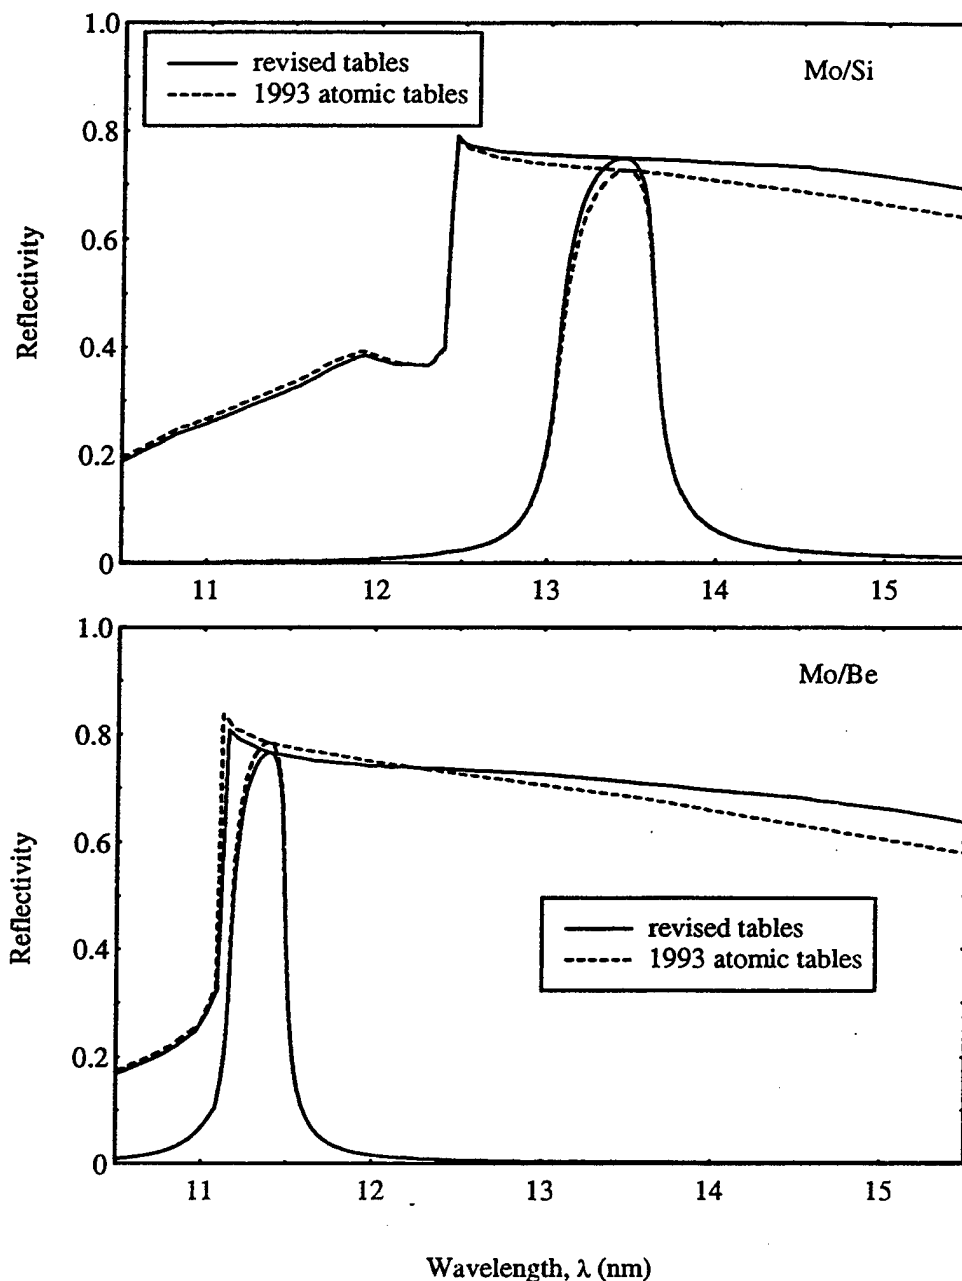 1.0
revised tables
1993 atomic tables
Mo/Si
0.8
0.6
Reflectivity
0.4
0.2
0
11 12 13 14 15
1.0
Mo/Be
0.8
0.6
Reflectivity
revised tables
1993 atomic tables
0.4
0.2
0
11 12 13 14 15
Wavelength, λ (nm)